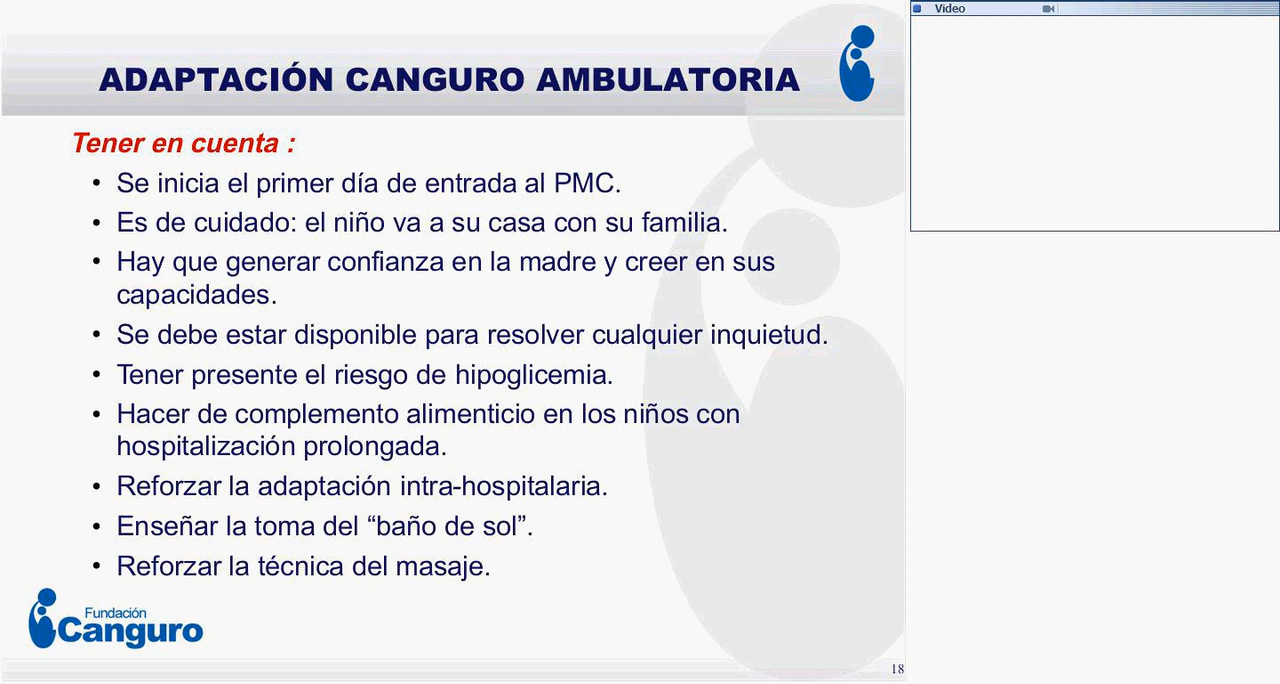 ADAPTACIÓN CANGURO AMBULATORIA
Tener en cuenta :
• Se inicia el primer día de entrada al PMC.
• Es de cuidado: el niño va a su casa con su familia.
• Hay que generar confianza en la madre y creer en sus
capacidades.
• Se debe estar disponible para resolver cualquier inquietud.
• Tener presente el riesgo de hipoglicemia.
• Hacer de complemento alimenticio en los niños con
hospitalización prolongada.
• Reforzar la adaptación intra-hospitalaria.
• Enseñar la toma del “baño de sol”.
• Reforzar la técnica del masaje.
Fundación
Canguro
18
Video